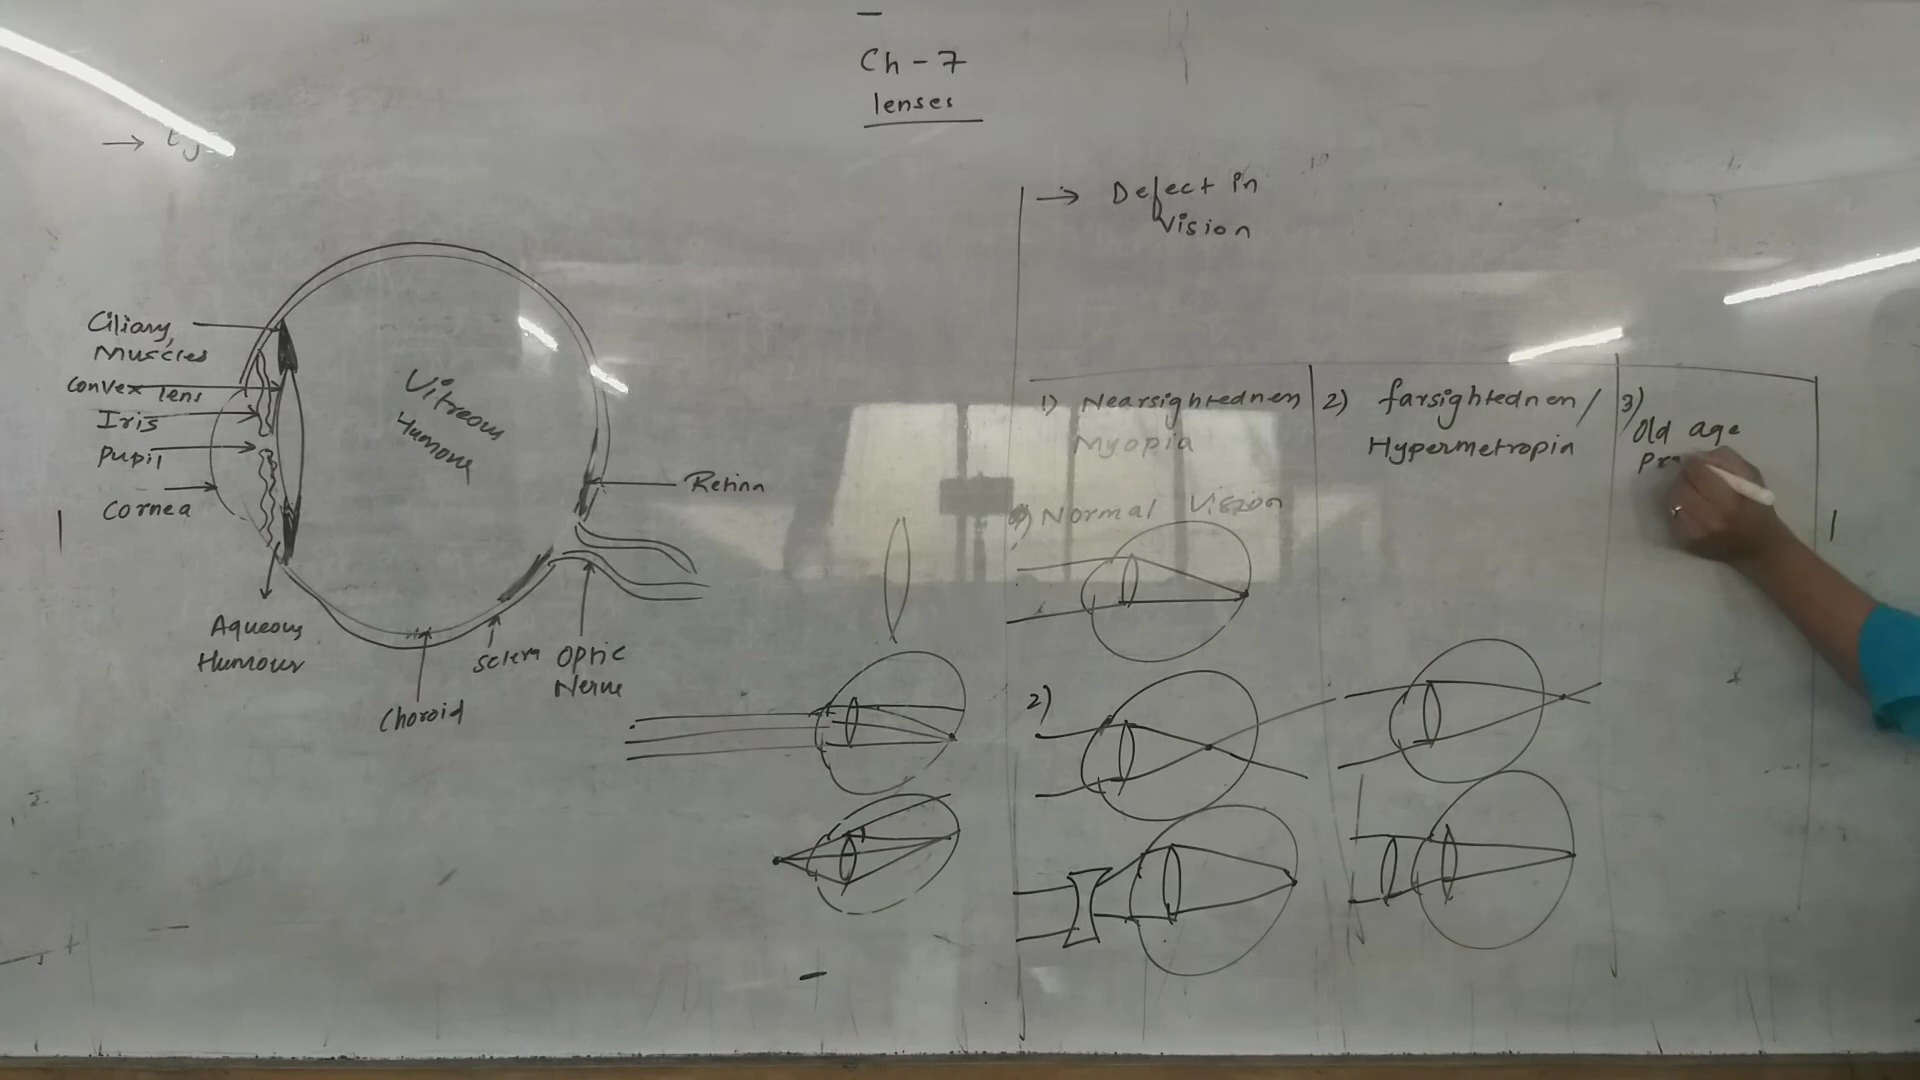 Ch - 7
lenses
→ Defect in
Vision
Ciliary
Muscles
Convex lens
Iris
Pupil
Cornea
Vitreous
Humour
Retina
Aqueous
Humour
Choroid
Sclera
Optic
Nerve
1) Nearsightedness
Myopia
2) farsightedness/
Hypermetropia
3)
Old age
Normal Vision
2)